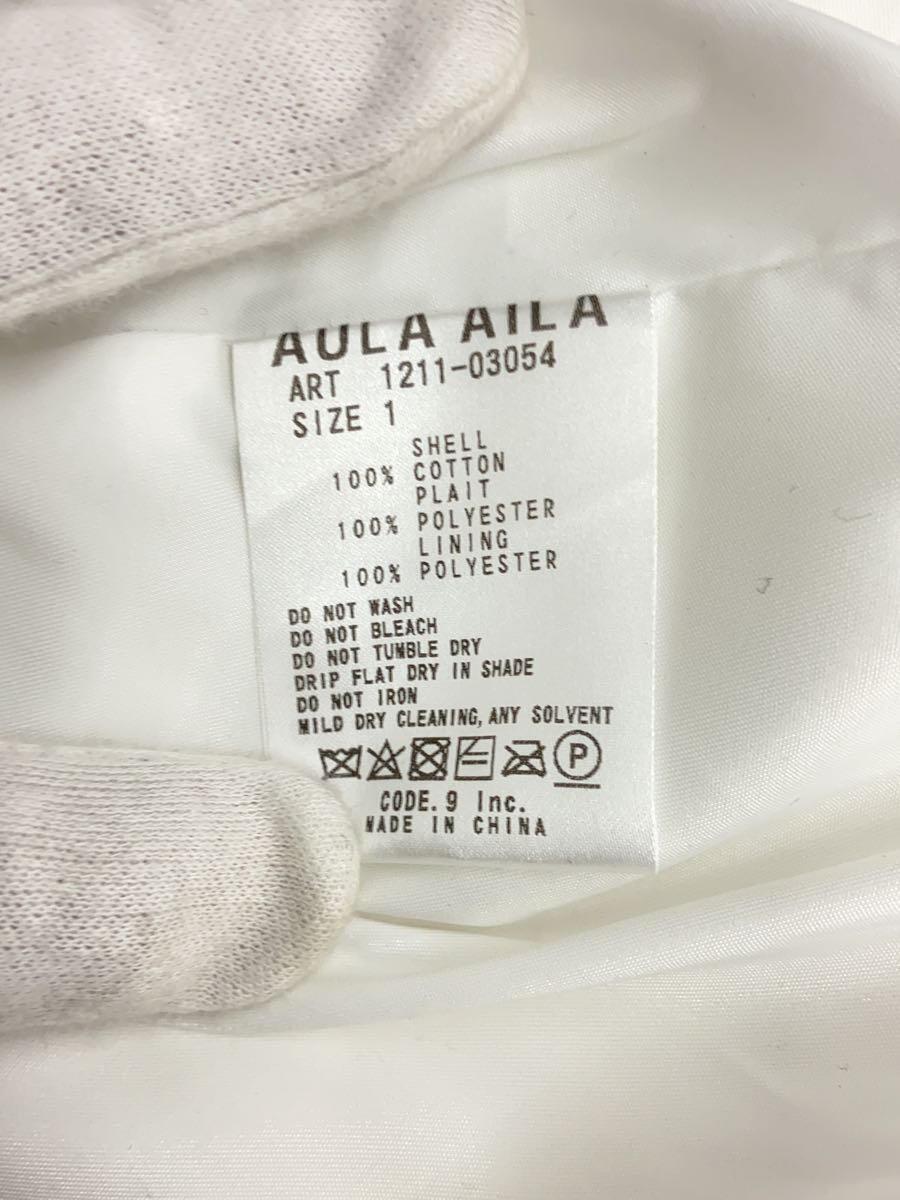 AULA AILA
ART 1211-03054
SIZE 1
SHELL
100% COTTON
PLAIT
100% POLYESTER
LINING
100% POLYESTER
DO NOT WASH
DO NOT BLEACH
DO NOT TUMBLE DRY
DRIP FLAT DRY IN SHADE
DO NOT IRON
MILD DRY CLEANING, ANY SOLVENT
P
CODE.9 Inc.
MADE IN CHINA